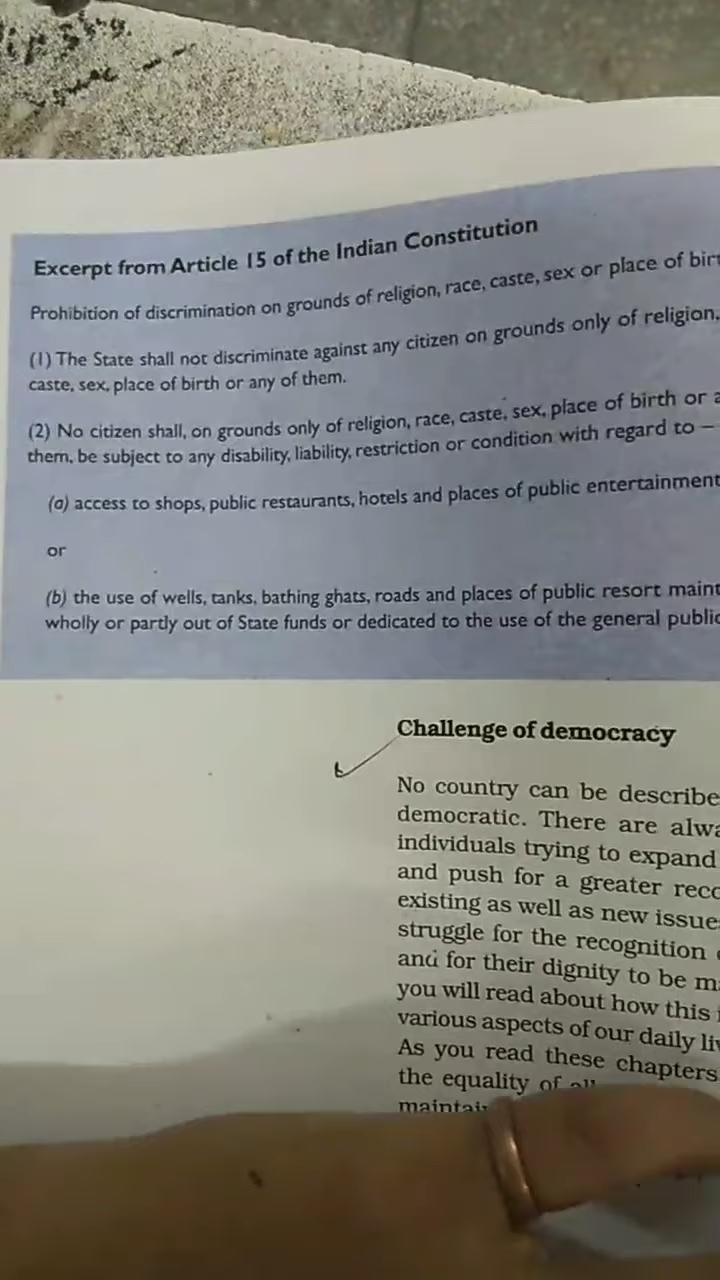 Excerpt from Article 15 of the Indian Constitution
Prohibition of discrimination on grounds of religion, race, caste, sex or place of
(1) The State shall not discriminate against any citizen on grounds only of religion,
caste, sex, place of birth or any of them.
(2) No citizen shall, on grounds only of religion, race, caste, sex, place of birth or
them, be subject to any disability, liability, restriction or condition with regard to –
(a) access to shops, public restaurants, hotels and places of public entertainment
or
(b) the use of wells, tanks, bathing ghats, roads and places of public resort
wholly or partly out of State funds or dedicated to the use of the general
Challenge of democracy
No country can be
democratic. There are
individuals trying to expand
and push for a greater
existing as well as new
struggle for the recognition
and for their dignity to be
you will read about how this
various aspects of our daily
As you read these chapters
the equality of